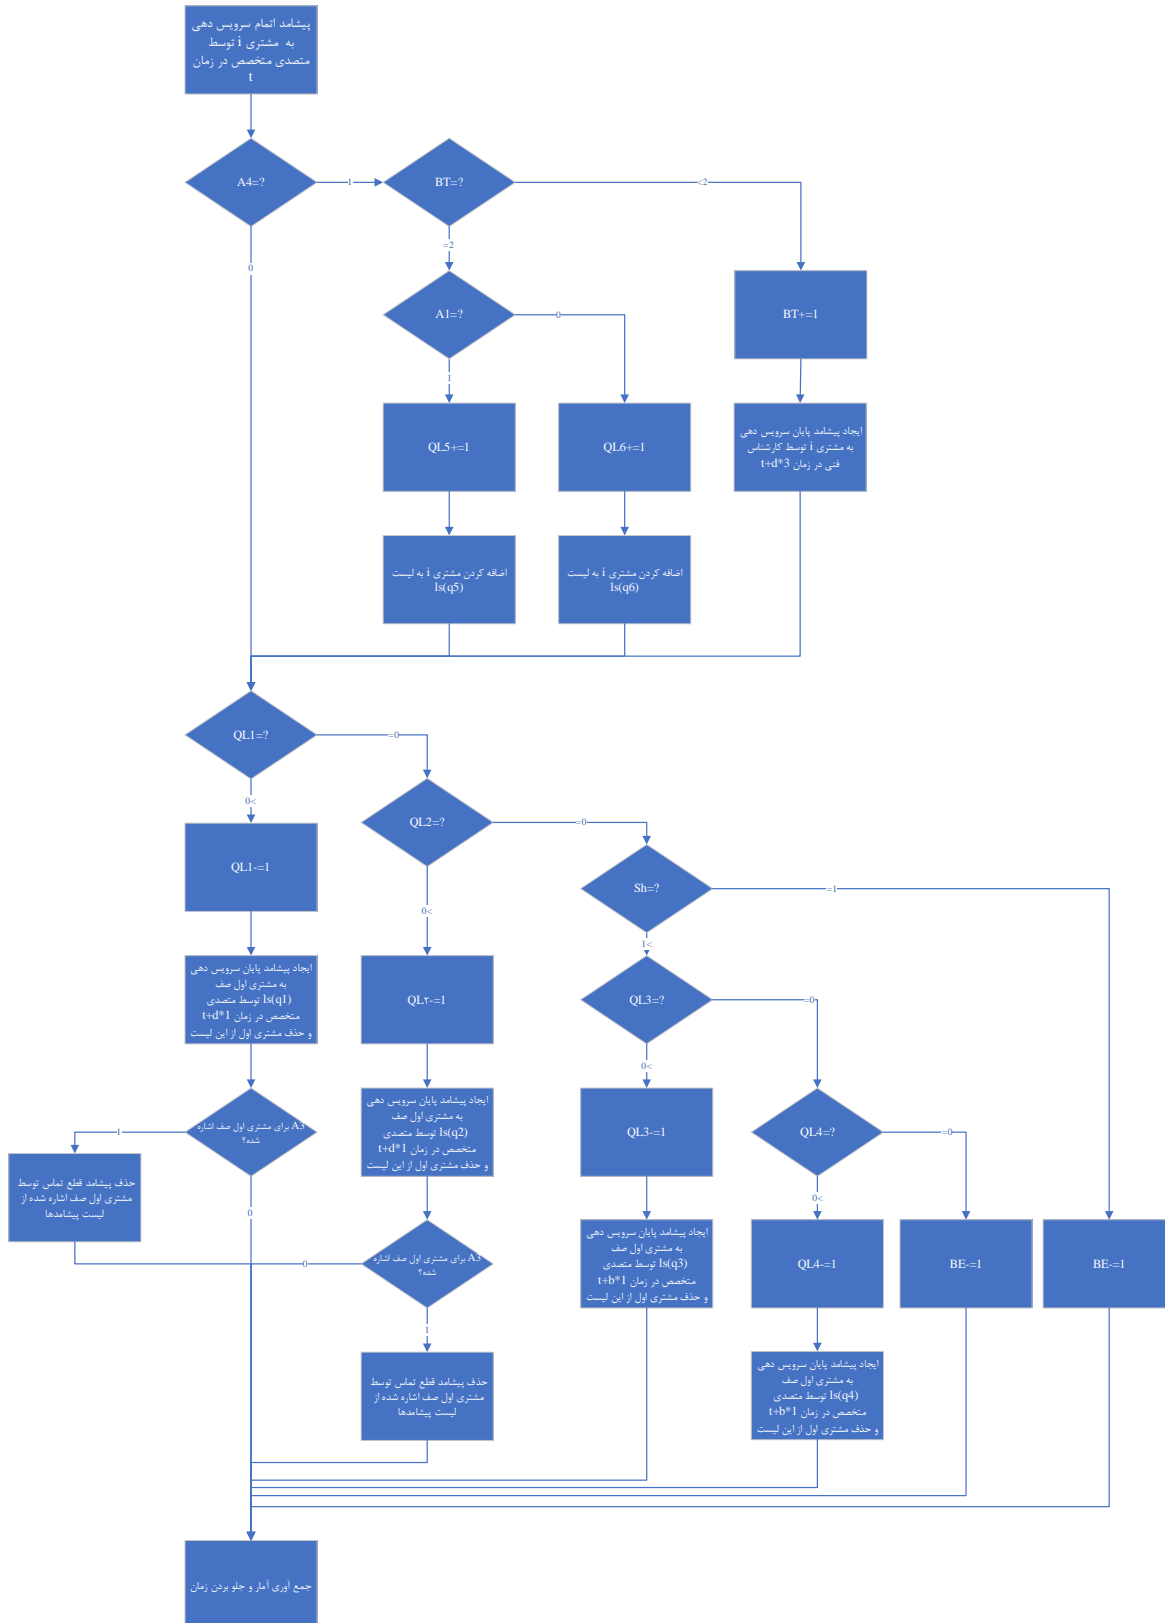 پیشامد اتمام سرویس دهی
به مشتری i توسط
متصدی متخصص در زمان
t
A4=?
1
BT=?
<2
=2
0
A1=?
0
BT+=1
1
QL5+=1
QL6+=1
ایجاد پیشامد پایان سرویس دهی
به مشتری i توسط کارشناس
فنی در زمان t+d*3
اضافه کردن مشتری i به لیست
ls(q5)
اضافه کردن مشتری i به لیست
ls(q6)
QL1=?
=0
0<
QL2=?
=0
QL1-=1
Sh=?
=1
0<
1<
ایجاد پیشامد پایان سرویس دهی
به مشتری اول صف
ls(q1) توسط متصدی
متخصص در زمان t+d*1
و حذف مشتری اول از این لیست
QL۲-=1
QL3=?
=0
0<
A3 برای مشتری اول صف اشاره
شده؟
1
0
ایجاد پیشامد پایان سرویس دهی
به مشتری اول صف
ls(q2) توسط متصدی
متخصص در زمان t+d*1
و حذف مشتری اول از این لیست
QL3-=1
QL4=?
=0
0<
حذف پیشامد قطع تماس توسط
مشتری اول صف اشاره شده از
لیست پیشامدها
A3 برای مشتری اول صف اشاره
شده؟
0
1
ایجاد پیشامد پایان سرویس دهی
به مشتری اول صف
ls(q3) توسط متصدی
متخصص در زمان t+b*1
و حذف مشتری اول از این لیست
QL4-=1
BE-=1
BE-=1
حذف پیشامد قطع تماس توسط
مشتری اول صف اشاره شده از
لیست پیشامدها
ایجاد پیشامد پایان سرویس دهی
به مشتری اول صف
ls(q4) توسط متصدی
متخصص در زمان t+b*1
و حذف مشتری اول از این لیست
جمع آوری آمار و جلو بردن زمان